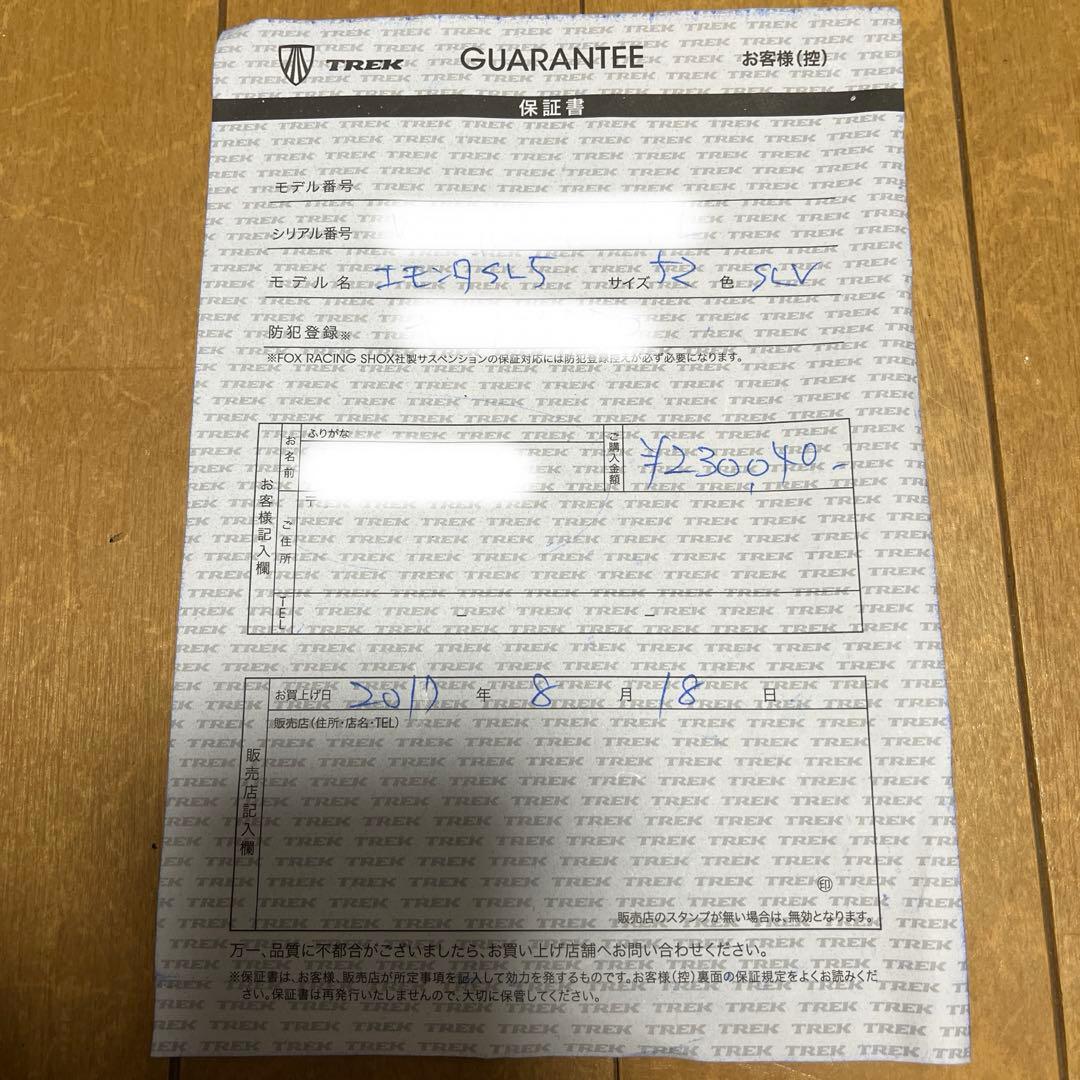 TREK GUARANTEE お客様(控)
保証書
モデル番号
シリアル番号
モデル名 エモンダSL5 サイズ 52 色 SLV
防犯登録※
※FOX RACING SHOX社製サスペンションの保証対応には防犯登録控えが必ず必要になります。
お客様記入欄
お名前 ふりがな
ご購入金額 ¥230,040-
ご住所 〒
TEL - -
販売店記入欄
お買上げ日 2017 年 8 月 18 日
販売店(住所・店名・TEL)
印
販売店のスタンプが無い場合は、無効となります。
万一、品質に不都合がございましたら、お買い上げ店舗へお問い合わせください。
※保証書は、お客様、販売店が所定事項を記入して効力を発するものです。お客様(控)裏面の保証規定をよくお読みくだ
さい。保証書は再発行いたしませんので、大切に保管してください。